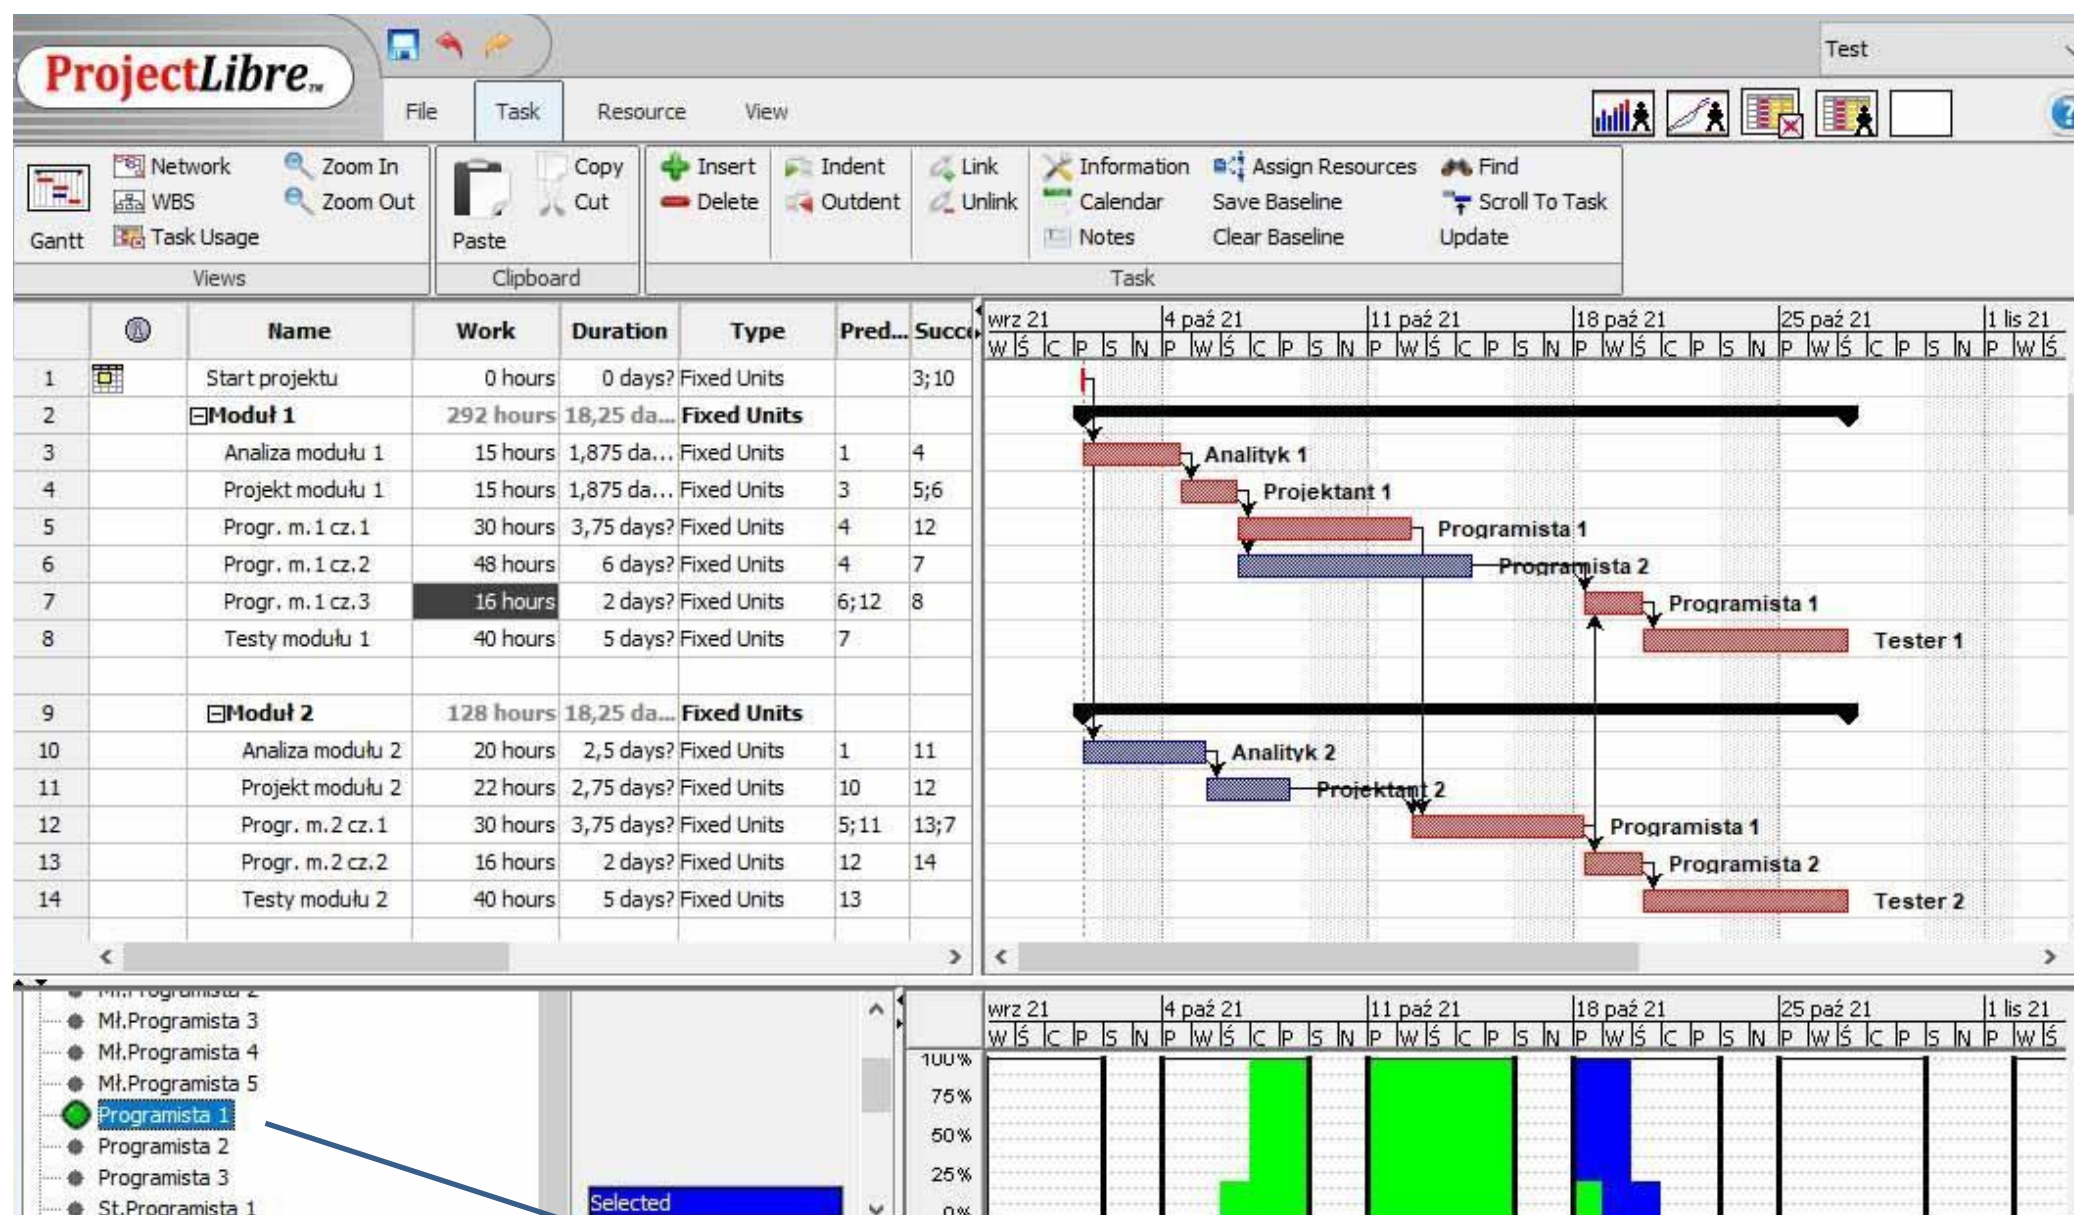 Test
ProjectLibre™
File Task Resource View
Network Zoom In Copy Insert Indent Link Information Assign Resources Find
WBS Zoom Out Cut Delete Outdent Unlink Calendar Save Baseline Scroll To Task
Gantt Task Usage Paste Notes Clear Baseline Update
Views Clipboard Task
Name Work Duration Type Pred... Succe
wrz 21 4 paź 21 11 paź 21 18 paź 21 25 paź 21 1 lis 21
W Ś C P S N P W Ś C P S N P W Ś C P S N P W Ś C P S N P W Ś C P S N P W Ś
1 Start projektu 0 hours 0 days? Fixed Units 3;10
2 Moduł 1 292 hours 18,25 da... Fixed Units
3 Analiza modułu 1 15 hours 1,875 da... Fixed Units 1 4 Analityk 1
4 Projekt modułu 1 15 hours 1,875 da... Fixed Units 3 5;6 Projektant 1
5 Progr. m.1 cz.1 30 hours 3,75 days? Fixed Units 4 12 Programista 1
6 Progr. m.1 cz.2 48 hours 6 days? Fixed Units 4 7 Programista 2
7 Progr. m.1 cz.3 16 hours 2 days? Fixed Units 6;12 8 Programista 1
8 Testy modułu 1 40 hours 5 days? Fixed Units 7 Tester 1
9 Moduł 2 128 hours 18,25 da... Fixed Units
10 Analiza modułu 2 20 hours 2,5 days? Fixed Units 1 11 Analityk 2
11 Projekt modułu 2 22 hours 2,75 days? Fixed Units 10 12 Projektant 2
12 Progr. m.2 cz.1 30 hours 3,75 days? Fixed Units 5;11 13;7 Programista 1
13 Progr. m.2 cz.2 16 hours 2 days? Fixed Units 12 14 Programista 2
14 Testy modułu 2 40 hours 5 days? Fixed Units 13 Tester 2
Mł.Programista 2
Mł.Programista 3
Mł.Programista 4
Mł.Programista 5
Programista 1
Programista 2
Programista 3
St.Programista 1
Selected
wrz 21 4 paź 21 11 paź 21 18 paź 21 25 paź 21 1 lis 21
W Ś C P S N P W Ś C P S N P W Ś C P S N P W Ś C P S N P W Ś C P S N P W Ś
100%
75%
50%
25%
0%